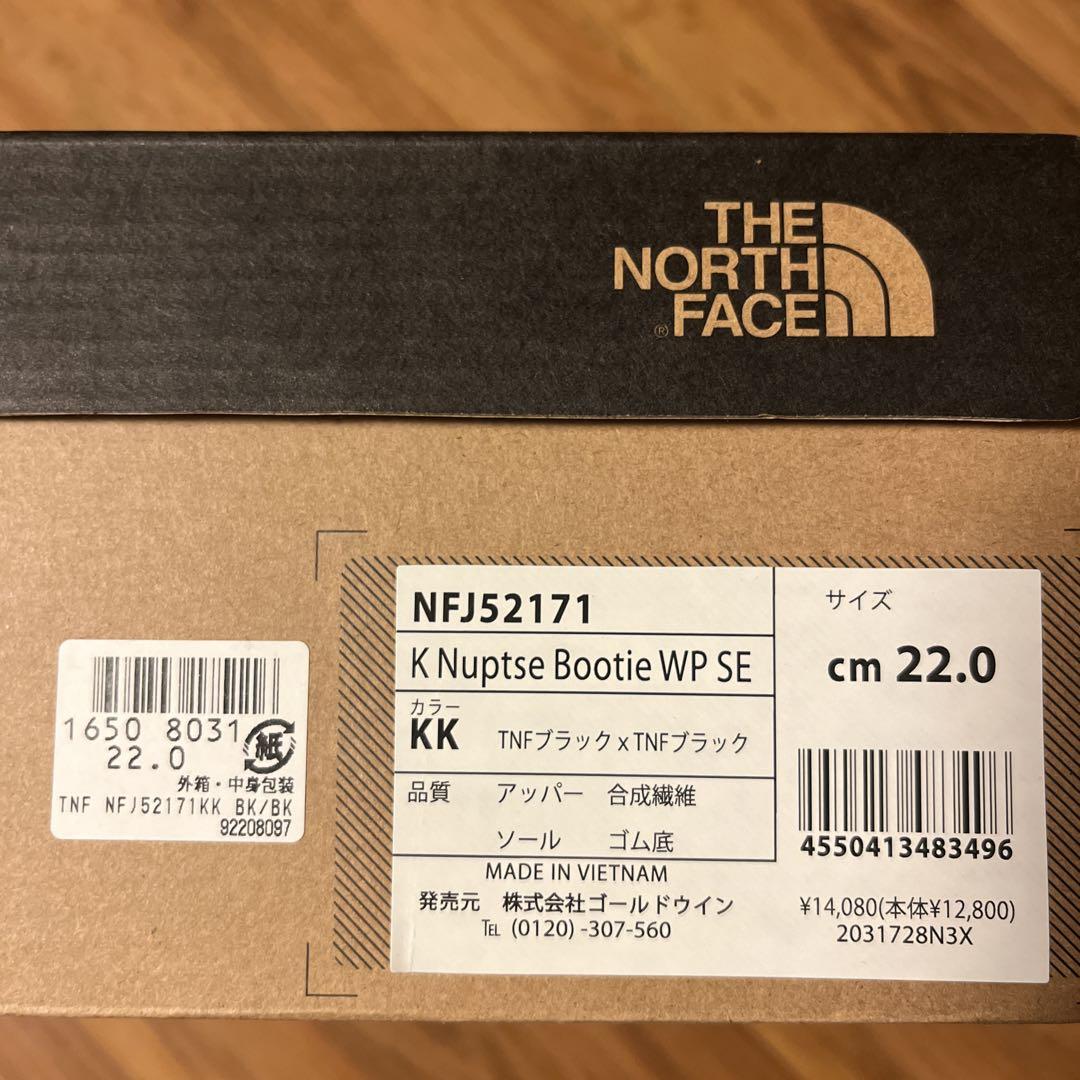 THE
NORTH
FACE
®
1650 8031
22.0
紙
外箱・中身包装
TNF NFJ52171KK BK/BK
92208097
NFJ52171
K Nuptse Bootie WP SE
カラー
KK TNFブラック x TNFブラック
品質 アッパー 合成繊維
ソール ゴム底
MADE IN VIETNAM
発売元 株式会社ゴールドウイン
TEL (0120) -307-560
サイズ
cm 22.0
4550413483496
¥14,080(本体¥12,800)
2031728N3X